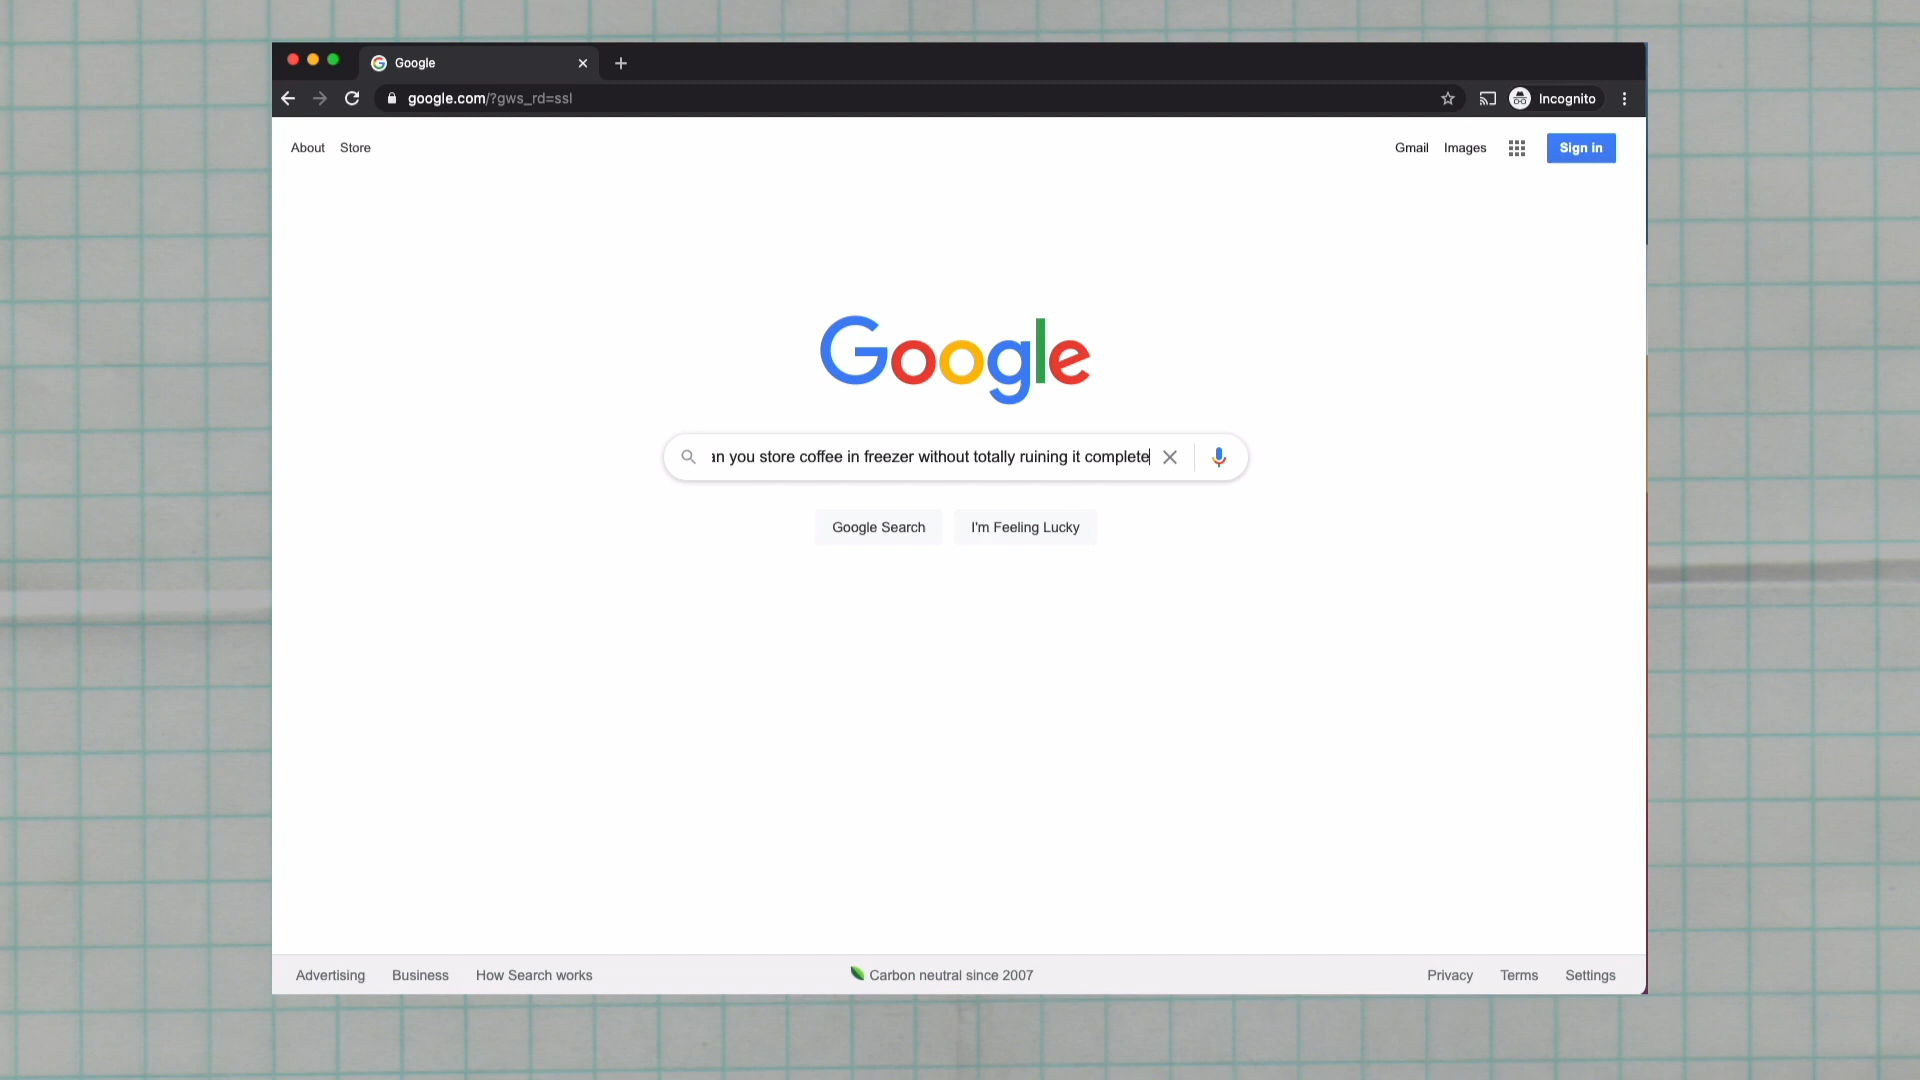 Google
google.com/?gws_rd=ssl
Incognito
About Store
Gmail Images Sign in
Google
an you store coffee in freezer without totally ruining it complete
Google Search I'm Feeling Lucky
Advertising Business How Search works
Carbon neutral since 2007
Privacy Terms Settings